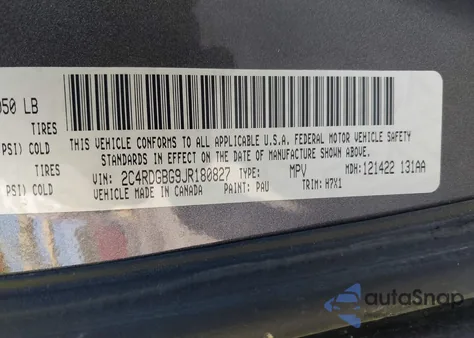 050 LB
TIRES
PSI) COLD
TIRES
PSI) COLD
THIS VEHICLE CONFORMS TO ALL APPLICABLE U.S.A. FEDERAL MOTOR VEHICLE SAFETY
STANDARDS IN EFFECT ON THE DATE OF MANUFACTURE SHOWN ABOVE.
VIN: 2C4RDGBG9JR180827 TYPE: MPV MDH: 121422 131AA
VEHICLE MADE IN CANADA PAINT: PAU TRIM: H7X1
autoSnap